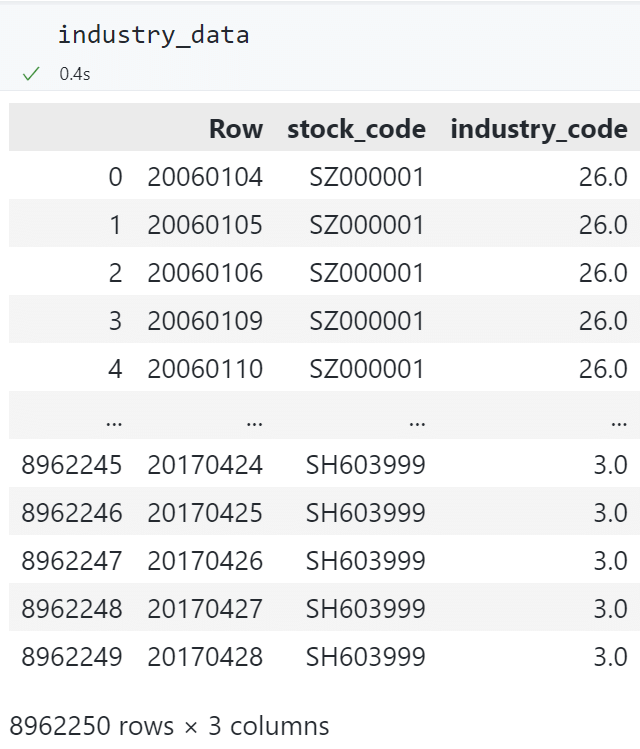 industry_data
✓ 0.4s
Row stock_code industry_code
0 20060104 SZ000001 26.0
1 20060105 SZ000001 26.0
2 20060106 SZ000001 26.0
3 20060109 SZ000001 26.0
4 20060110 SZ000001 26.0
... ... ... ...
8962245 20170424 SH603999 3.0
8962246 20170425 SH603999 3.0
8962247 20170426 SH603999 3.0
8962248 20170427 SH603999 3.0
8962249 20170428 SH603999 3.0
8962250 rows × 3 columns